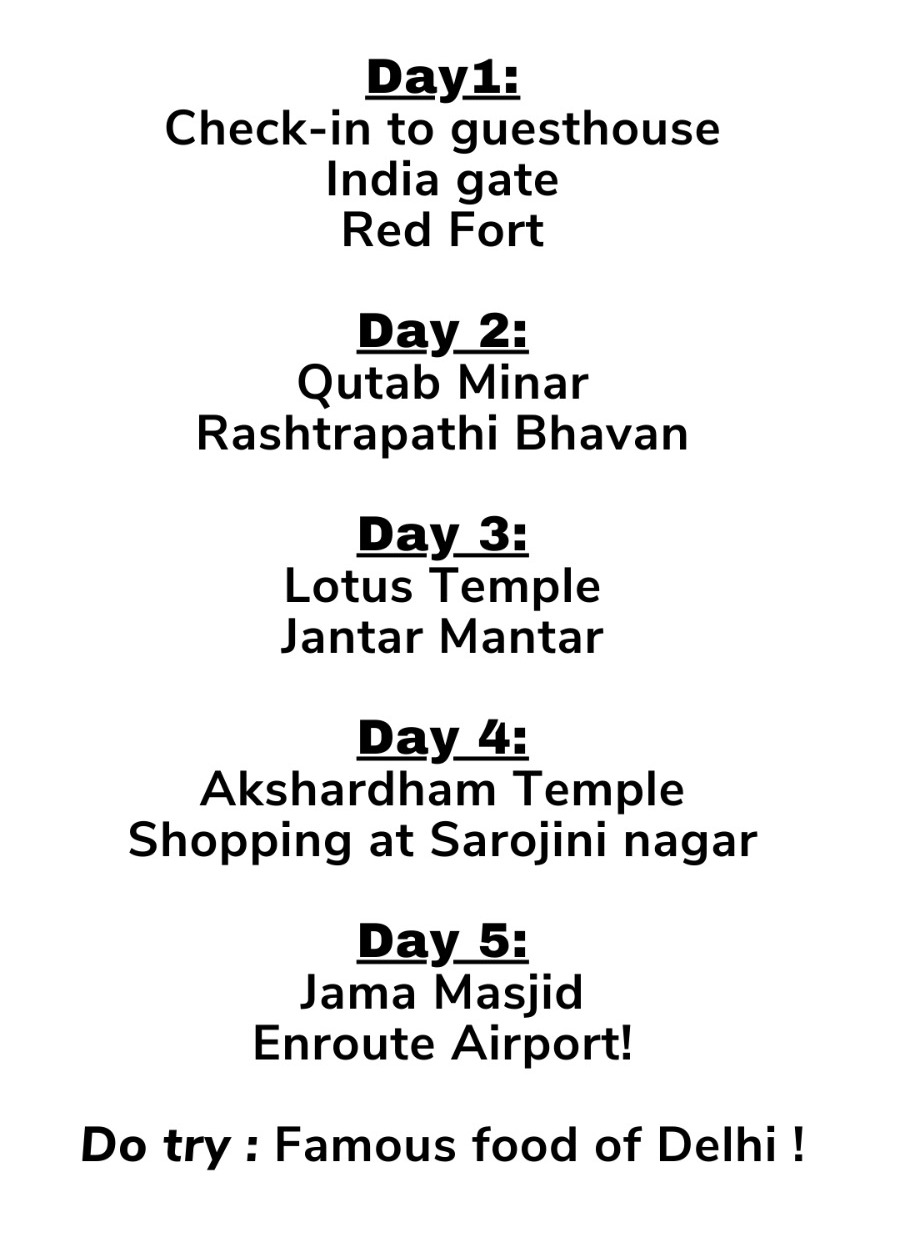 Day1:
Check-in to guesthouse
India gate
Red Fort
Day 2:
Qutab Minar
Rashtrapathi Bhavan
Day 3:
Lotus Temple
Jantar Mantar
Day 4:
Akshardham Temple
Shopping at Sarojini nagar
Day 5:
Jama Masjid
Enroute Airport!
Do try : Famous food of Delhi !